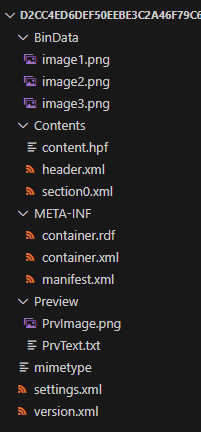 D2CC4ED6DEF50EEBE3C2A46F79C6
BinData
image1.png
image2.png
image3.png
Contents
content.hpf
header.xml
section0.xml
META-INF
container.rdf
container.xml
manifest.xml
Preview
PrvImage.png
PrvText.txt
mimetype
settings.xml
version.xml